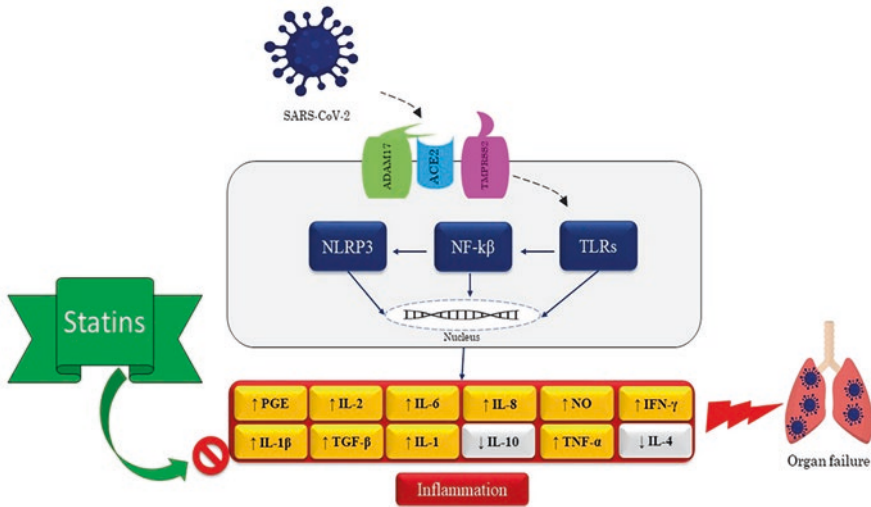 SARS-CoV-2
ADAM17
ACE2
TMPRSS2
NLRP3
NF-kβ
TLRs
Nucleus
Statins
↑ PGE
↑ IL-2
↑ IL-6
↑ IL-8
↑ NO
↑ IFN-γ
↑ IL-1β
↑ TGF-β
↑ IL-1
↓ IL-10
↑ TNF-α
↓ IL-4
Organ failure
Inflammation